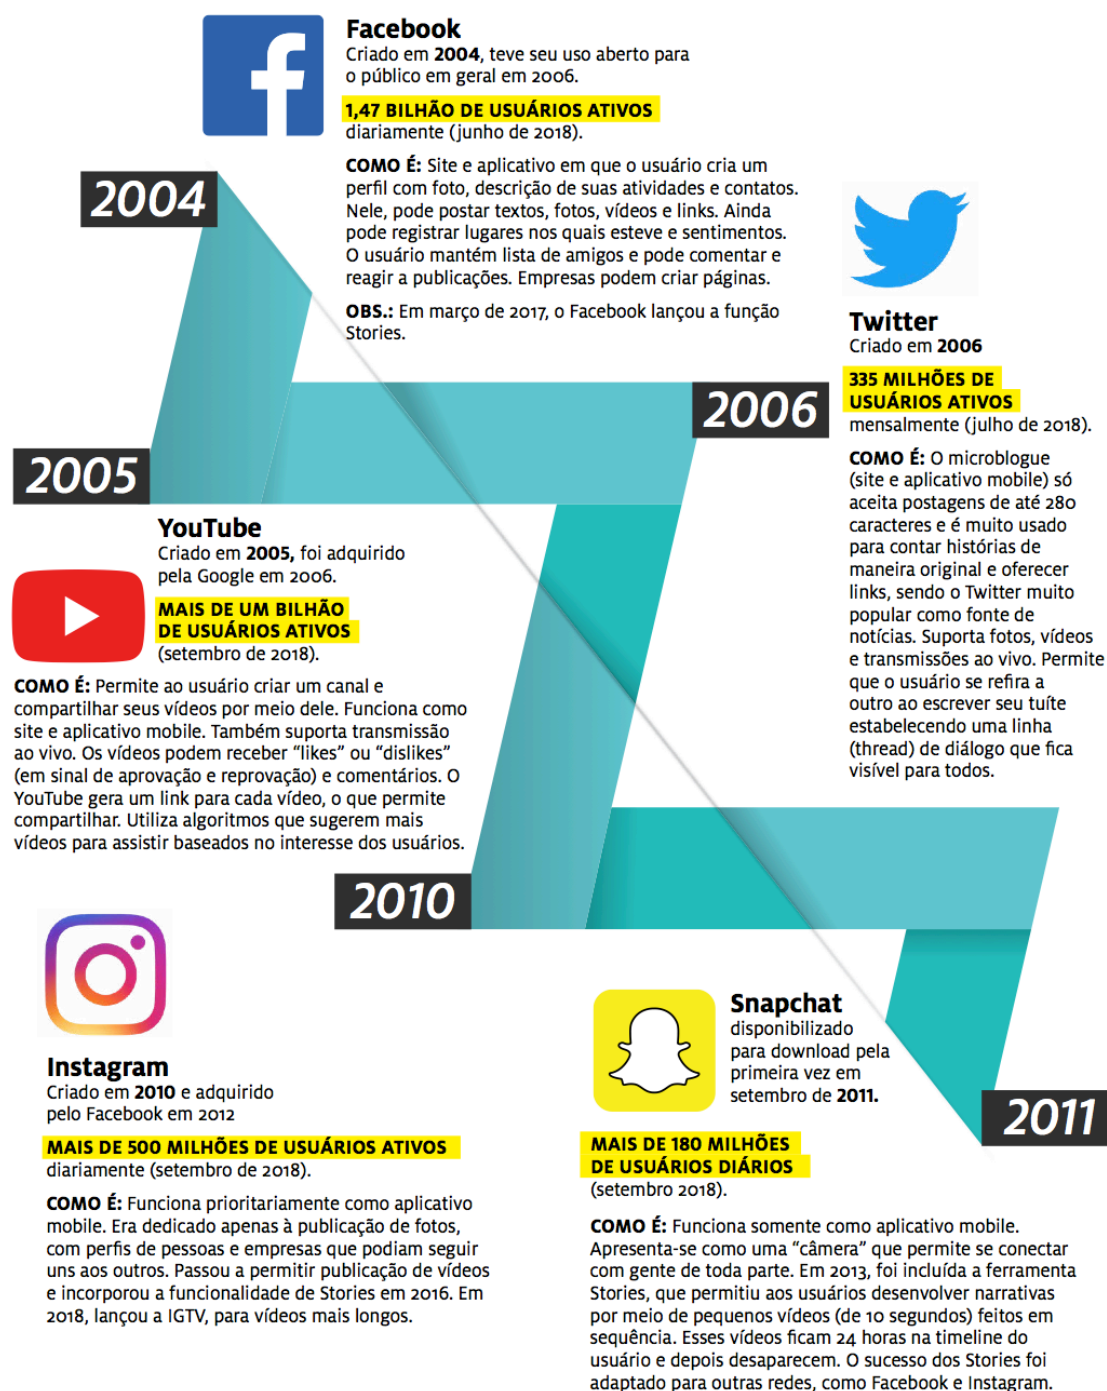 Facebook
Criado em 2004, teve seu uso aberto para
o público em geral em 2006.
1,47 BILHÃO DE USUÁRIOS ATIVOS
diariamente (junho de 2018).
COMO É: Site e aplicativo em que o usuário cria um
perfil com foto, descrição de suas atividades e contatos.
Nele, pode postar textos, fotos, vídeos e links. Ainda
pode registrar lugares nos quais esteve e sentimentos.
O usuário mantém lista de amigos e pode comentar e
reagir a publicações. Empresas podem criar páginas.
OBS.: Em março de 2017, o Facebook lançou a função
Stories.
2004
2005
YouTube
Criado em 2005, foi adquirido
pela Google em 2006.
MAIS DE UM BILHÃO
DE USUÁRIOS ATIVOS
(setembro de 2018).
COMO É: Permite ao usuário criar um canal e
compartilhar seus vídeos por meio dele. Funciona como
site e aplicativo mobile. Também suporta transmissão
ao vivo. Os vídeos podem receber “likes” ou “dislikes”
(em sinal de aprovação e reprovação) e comentários. O
YouTube gera um link para cada vídeo, o que permite
compartilhar. Utiliza algoritmos que sugerem mais
vídeos para assistir baseados no interesse dos usuários.
2006
Twitter
Criado em 2006
335 MILHÕES DE
USUÁRIOS ATIVOS
mensalmente (julho de 2018).
COMO É: O microblogue
(site e aplicativo mobile) só
aceita postagens de até 280
caracteres e é muito usado
para contar histórias de
maneira original e oferecer
links, sendo o Twitter muito
popular como fonte de
notícias. Suporta fotos, vídeos
e transmissões ao vivo. Permite
que o usuário se refira a
outro ao escrever seu tuíte
estabelecendo uma linha
(thread) de diálogo que fica
visível para todos.
2010
Instagram
Criado em 2010 e adquirido
pelo Facebook em 2012
MAIS DE 500 MILHÕES DE USUÁRIOS ATIVOS
diariamente (setembro de 2018).
COMO É: Funciona prioritariamente como aplicativo
mobile. Era dedicado apenas à publicação de fotos,
com perfis de pessoas e empresas que podiam seguir
uns aos outros. Passou a permitir publicação de vídeos
e incorporou a funcionalidade de Stories em 2016. Em
2018, lançou a IGTV, para vídeos mais longos.
Snapchat
disponibilizado
para download pela
primeira vez em
setembro de 2011.
2011
MAIS DE 180 MILHÕES
DE USUÁRIOS DIÁRIOS
(setembro 2018).
COMO É: Funciona somente como aplicativo mobile.
Apresenta-se como uma “câmera” que permite se conectar
com gente de toda parte. Em 2013, foi incluída a ferramenta
Stories, que permitiu aos usuários desenvolver narrativas
por meio de pequenos vídeos (de 10 segundos) feitos em
sequência. Esses vídeos ficam 24 horas na timeline do
usuário e depois desaparecem. O sucesso dos Stories foi
adaptado para outras redes, como Facebook e Instagram.